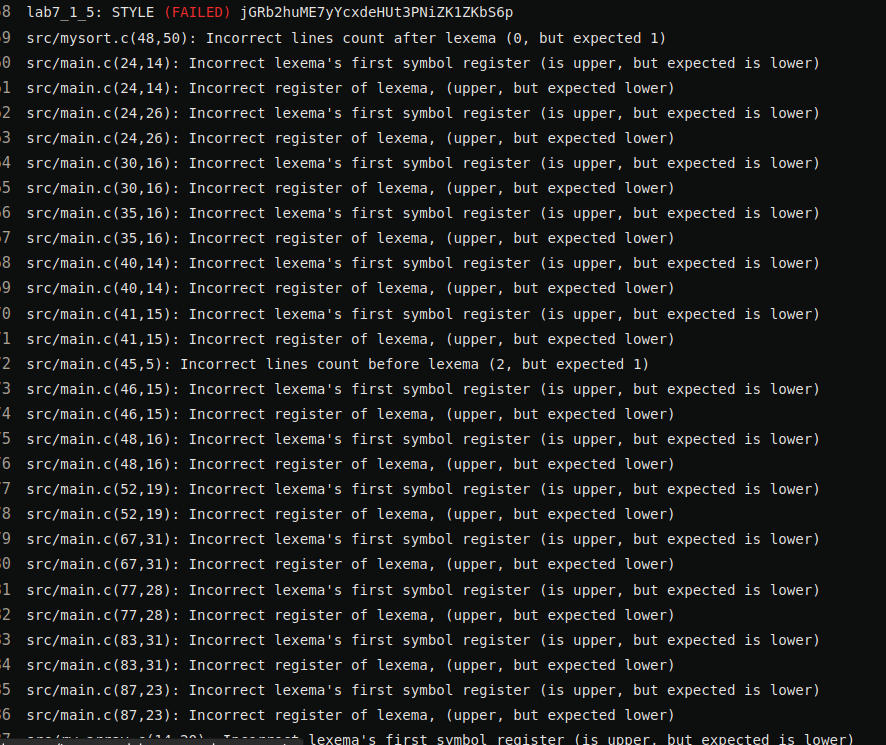 8 lab7_1_5: STYLE (FAILED) jGRb2huME7yYcxdeHUt3PNiZK1ZKbS6p
9 src/mysort.c(48,50): Incorrect lines count after lexema (0, but expected 1)
0 src/main.c(24,14): Incorrect lexema's first symbol register (is upper, but expected is lower)
1 src/main.c(24,14): Incorrect register of lexema, (upper, but expected lower)
2 src/main.c(24,26): Incorrect lexema's first symbol register (is upper, but expected is lower)
3 src/main.c(24,26): Incorrect register of lexema, (upper, but expected lower)
4 src/main.c(30,16): Incorrect lexema's first symbol register (is upper, but expected is lower)
5 src/main.c(30,16): Incorrect register of lexema, (upper, but expected lower)
6 src/main.c(35,16): Incorrect lexema's first symbol register (is upper, but expected is lower)
7 src/main.c(35,16): Incorrect register of lexema, (upper, but expected lower)
8 src/main.c(40,14): Incorrect lexema's first symbol register (is upper, but expected is lower)
9 src/main.c(40,14): Incorrect register of lexema, (upper, but expected lower)
0 src/main.c(41,15): Incorrect lexema's first symbol register (is upper, but expected is lower)
1 src/main.c(41,15): Incorrect register of lexema, (upper, but expected lower)
2 src/main.c(45,5): Incorrect lines count before lexema (2, but expected 1)
3 src/main.c(46,15): Incorrect lexema's first symbol register (is upper, but expected is lower)
4 src/main.c(46,15): Incorrect register of lexema, (upper, but expected lower)
5 src/main.c(48,16): Incorrect lexema's first symbol register (is upper, but expected is lower)
6 src/main.c(48,16): Incorrect register of lexema, (upper, but expected lower)
7 src/main.c(52,19): Incorrect lexema's first symbol register (is upper, but expected is lower)
8 src/main.c(52,19): Incorrect register of lexema, (upper, but expected lower)
9 src/main.c(67,31): Incorrect lexema's first symbol register (is upper, but expected is lower)
0 src/main.c(67,31): Incorrect register of lexema, (upper, but expected lower)
1 src/main.c(77,28): Incorrect lexema's first symbol register (is upper, but expected is lower)
2 src/main.c(77,28): Incorrect register of lexema, (upper, but expected lower)
3 src/main.c(83,31): Incorrect lexema's first symbol register (is upper, but expected is lower)
4 src/main.c(83,31): Incorrect register of lexema, (upper, but expected lower)
5 src/main.c(87,23): Incorrect lexema's first symbol register (is upper, but expected is lower)
6 src/main.c(87,23): Incorrect register of lexema, (upper, but expected lower)
7 Incorrect lexema's first symbol register (is upper, but expected is lower)